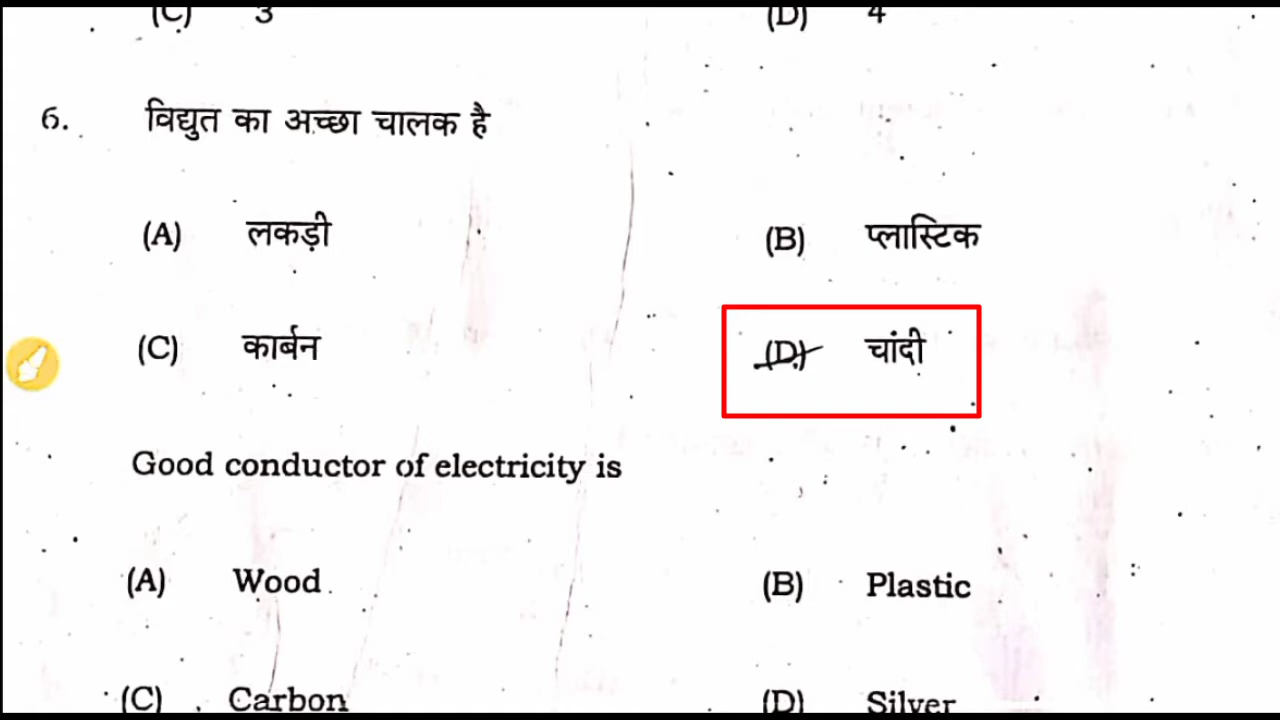 (C) 3 (D) 4
6. विद्युत का अच्छा चालक है
(A) लकड़ी (B) प्लास्टिक
(C) कार्बन (D) चांदी
Good conductor of electricity is
(A) Wood (B) Plastic
(C) Carbon (D) Silver